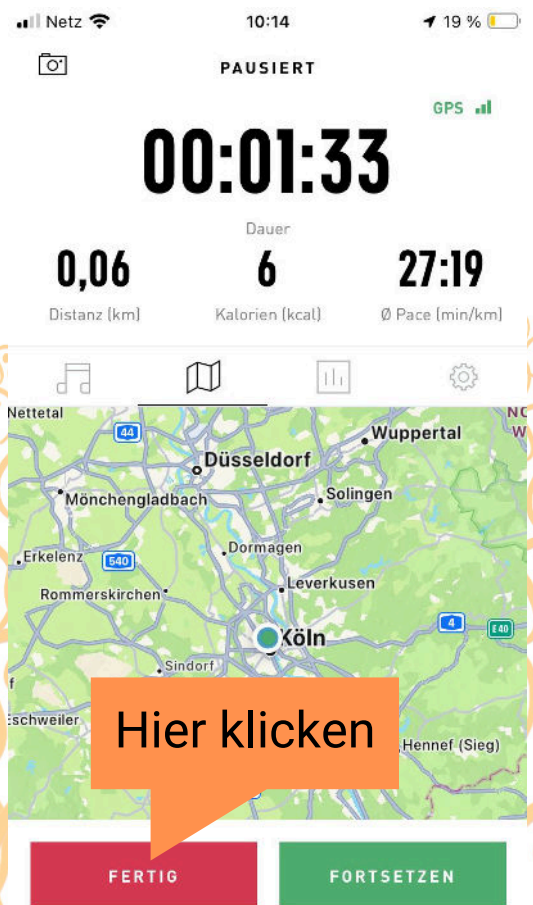 Netz 10:14 19 %
PAUSIERT
GPS
00:01:33
Dauer
0,06 6 27:19
Distanz (km) Kalorien (kcal) Ø Pace (min/km)
Nettetal
44
Wuppertal
Düsseldorf
Mönchengladbach
Solingen
Dormagen
Erkelenz
540
Leverkusen
Rommerskirchen
4
E40
Köln
Sindorf
Eschweiler
Hier klicken
Hennef (Sieg)
FERTIG FORTSETZEN